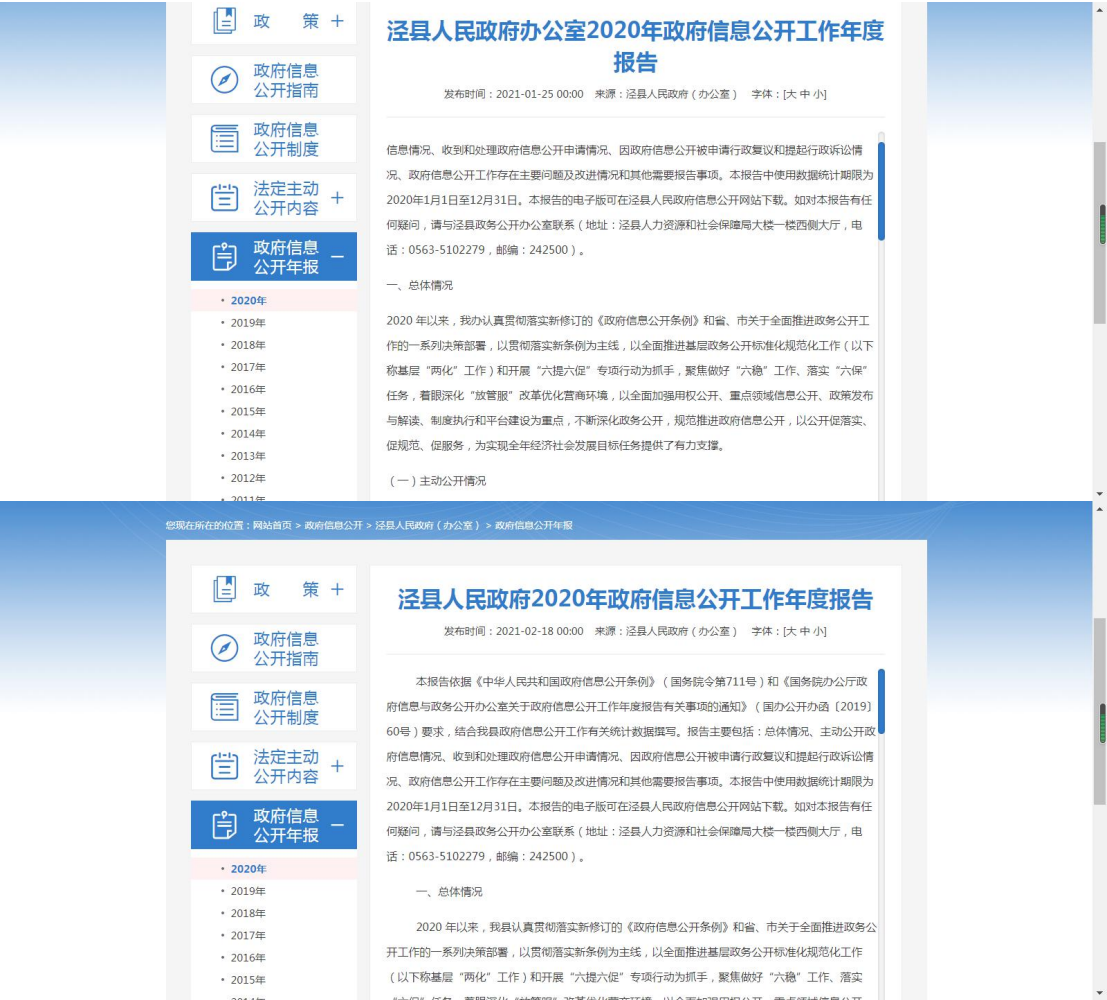 政 策 +
政府信息
公开指南
政府信息
公开制度
法定主动
公开内容 +
政府信息
公开年报 −
• 2020年
• 2019年
• 2018年
• 2017年
• 2016年
• 2015年
• 2014年
• 2013年
• 2012年
• 2011年
泾县人民政府办公室2020年政府信息公开工作年度
报告
发布时间：2021-01-25 00:00 来源：泾县人民政府（办公室） 字体：[大 中 小]
信息情况、收到和处理政府信息公开申请情况、因政府信息公开被申请行政复议和提起行政诉讼情
况、政府信息公开工作存在主要问题及改进情况和其他需要报告事项。本报告中使用数据统计期限为
2020年1月1日至12月31日。本报告的电子版可在泾县人民政府信息公开网站下载。如对本报告有任
何疑问，请与泾县政务公开办公室联系（地址：泾县人力资源和社会保障局大楼一楼西侧大厅，电
话：0563-5102279，邮编：242500）。
一、总体情况
2020 年以来，我办认真贯彻落实新修订的《政府信息公开条例》和省、市关于全面推进政务公开工
作的一系列决策部署，以贯彻落实新条例为主线，以全面推进基层政务公开标准化规范化工作（以下
称基层“两化”工作）和开展“六提六促”专项行动为抓手，聚焦做好“六稳”工作、落实“六保”
任务，着眼深化“放管服”改革优化营商环境，以全面加强用权公开、重点领域信息公开、政策发布
与解读、制度执行和平台建设为重点，不断深化政务公开，规范推进政府信息公开，以公开促落实、
促规范、促服务，为实现全年经济社会发展目标任务提供了有力支撑。
（一）主动公开情况
您现在所在的位置：网站首页 > 政府信息公开 > 泾县人民政府（办公室） > 政府信息公开年报
政 策 +
政府信息
公开指南
政府信息
公开制度
法定主动
公开内容 +
政府信息
公开年报 −
• 2020年
• 2019年
• 2018年
• 2017年
• 2016年
• 2015年
• 2014年
泾县人民政府2020年政府信息公开工作年度报告
发布时间：2021-02-18 00:00 来源：泾县人民政府（办公室） 字体：[大 中 小]
本报告依据《中华人民共和国政府信息公开条例》（国务院令第711号）和《国务院办公厅政
府信息与政务公开办公室关于政府信息公开工作年度报告有关事项的通知》（国办公开办函〔2019〕
60号）要求，结合我县政府信息公开工作有关统计数据撰写。报告主要包括：总体情况、主动公开政
府信息情况、收到和处理政府信息公开申请情况、因政府信息公开被申请行政复议和提起行政诉讼情
况、政府信息公开工作存在主要问题及改进情况和其他需要报告事项。本报告中使用数据统计期限为
2020年1月1日至12月31日。本报告的电子版可在泾县人民政府信息公开网站下载。如对本报告有任
何疑问，请与泾县政务公开办公室联系（地址：泾县人力资源和社会保障局大楼一楼西侧大厅，电
话：0563-5102279，邮编：242500）。
一、总体情况
2020 年以来，我县认真贯彻落实新修订的《政府信息公开条例》和省、市关于全面推进政务公
开工作的一系列决策部署，以贯彻落实新条例为主线，以全面推进基层政务公开标准化规范化工作
（以下称基层“两化”工作）和开展“六提六促”专项行动为抓手，聚焦做好“六稳”工作、落实
“六保”任务，着眼深化“放管服”改革优化营商环境，以全面加强用权公开、重点领域信息公开、